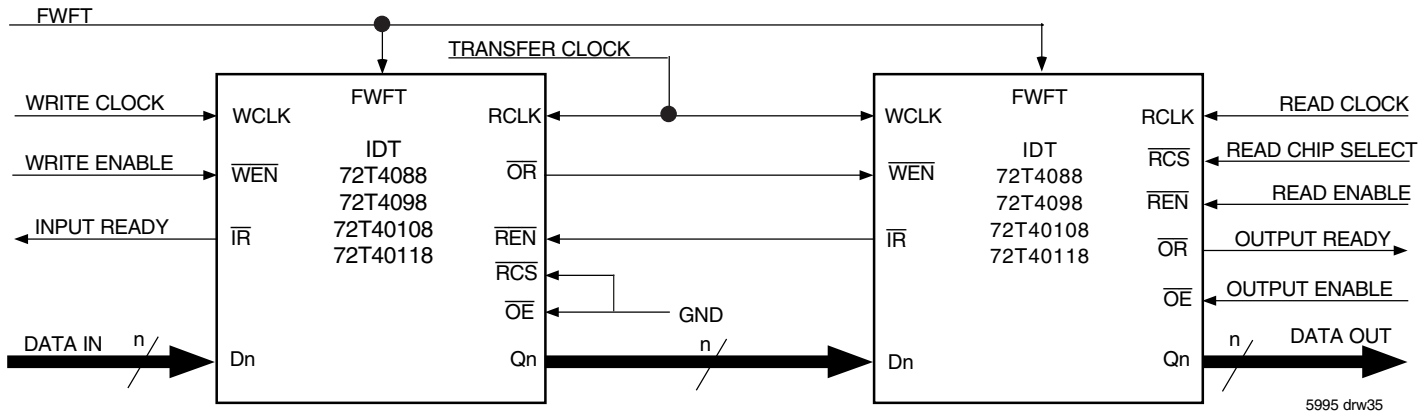 FWFT
TRANSFER CLOCK
WRITE CLOCK
WRITE ENABLE
INPUT READY
DATA IN
n
FWFT
WCLK
RCLK
IDT
72T4088
72T4098
72T40108
72T40118
WEN
OR
IR
REN
RCS
OE
Dn
Qn
GND
n
FWFT
WCLK
RCLK
IDT
72T4088
72T4098
72T40108
72T40118
WEN
RCS
REN
IR
OR
OE
Dn
Qn
READ CLOCK
READ CHIP SELECT
READ ENABLE
OUTPUT READY
OUTPUT ENABLE
n
DATA OUT
5995 drw35